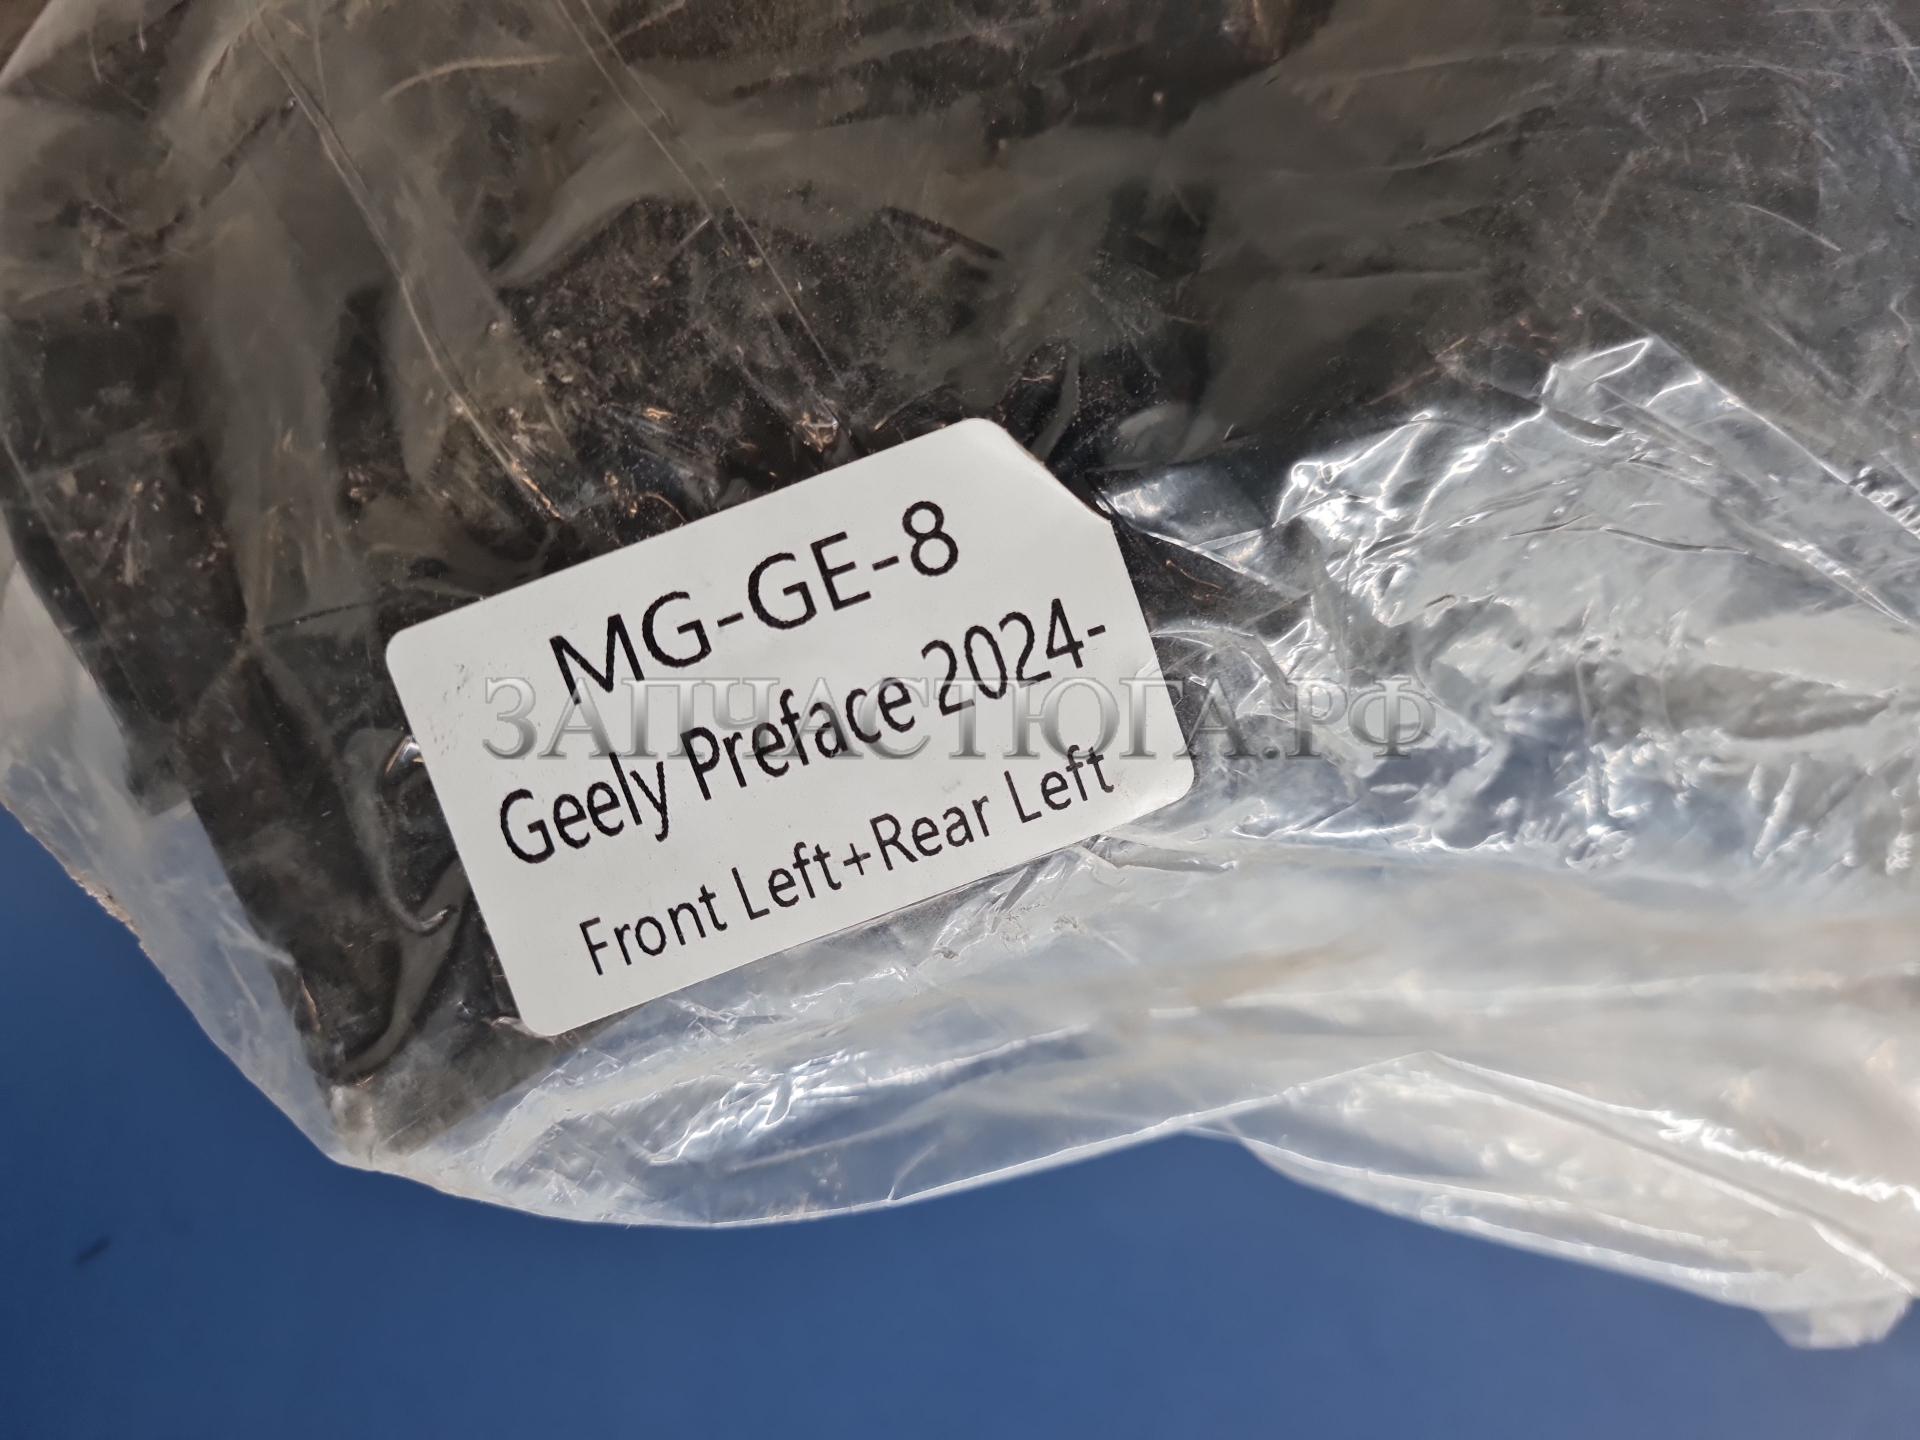 MG-GE-8
Geely Preface 2024-
Front Left+Rear Left
ЗАПЧАСТЮГА.РФ